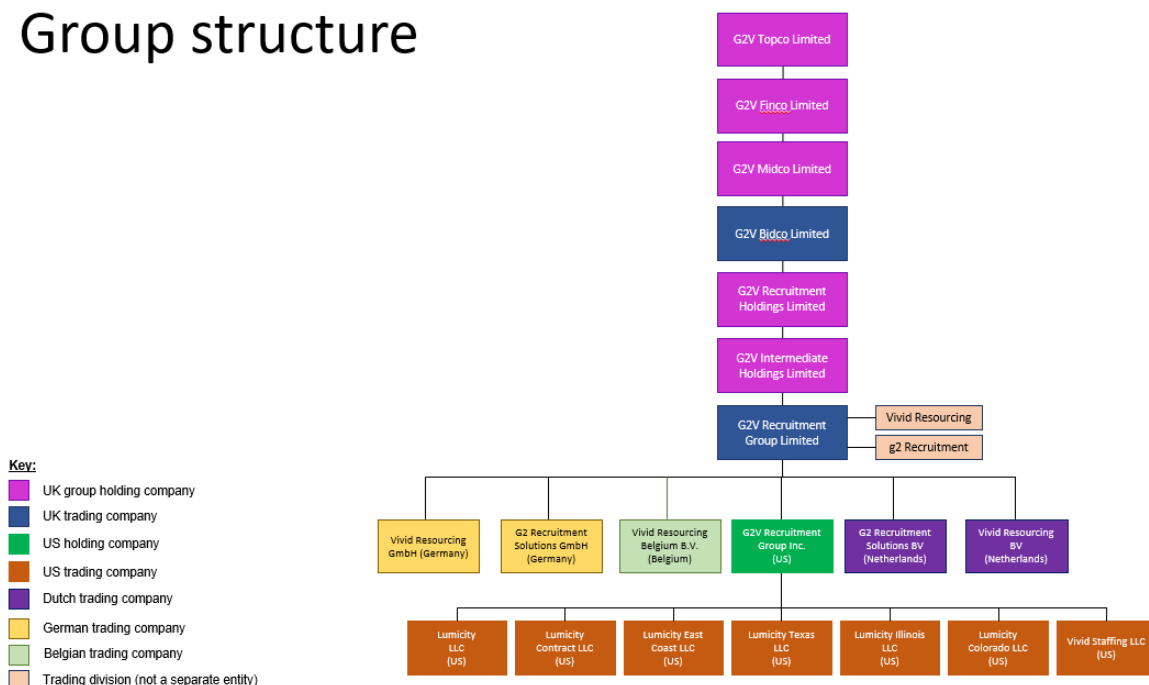 Group structure
G2V Topco Limited
G2V Finco Limited
G2V Midco Limited
G2V Bidco Limited
G2V Recruitment
Holdings Limited
G2V Intermediate
Holdings Limited
G2V Recruitment
Group Limited
Vivid Resourcing
g2 Recruitment
Vivid Resourcing
GmbH (Germany)
G2 Recruitment
Solutions GmbH
(Germany)
Vivid Resourcing
Belgium B.V.
(Belgium)
G2V Recruitment
Group Inc.
(US)
G2 Recruitment
Solutions BV
(Netherlands)
Vivid Resourcing
BV
(Netherlands)
Lumicity
LLC
(US)
Lumicity
Contract LLC
(US)
Lumicity East
Coast LLC
(US)
Lumicity Texas
LLC
(US)
Lumicity Illinois
LLC
(US)
Lumicity
Colorado LLC
(US)
Vivid Staffing LLC
(US)
Key:
UK group holding company
UK trading company
US holding company
US trading company
Dutch trading company
German trading company
Belgian trading company
Trading division (not a separate entity)